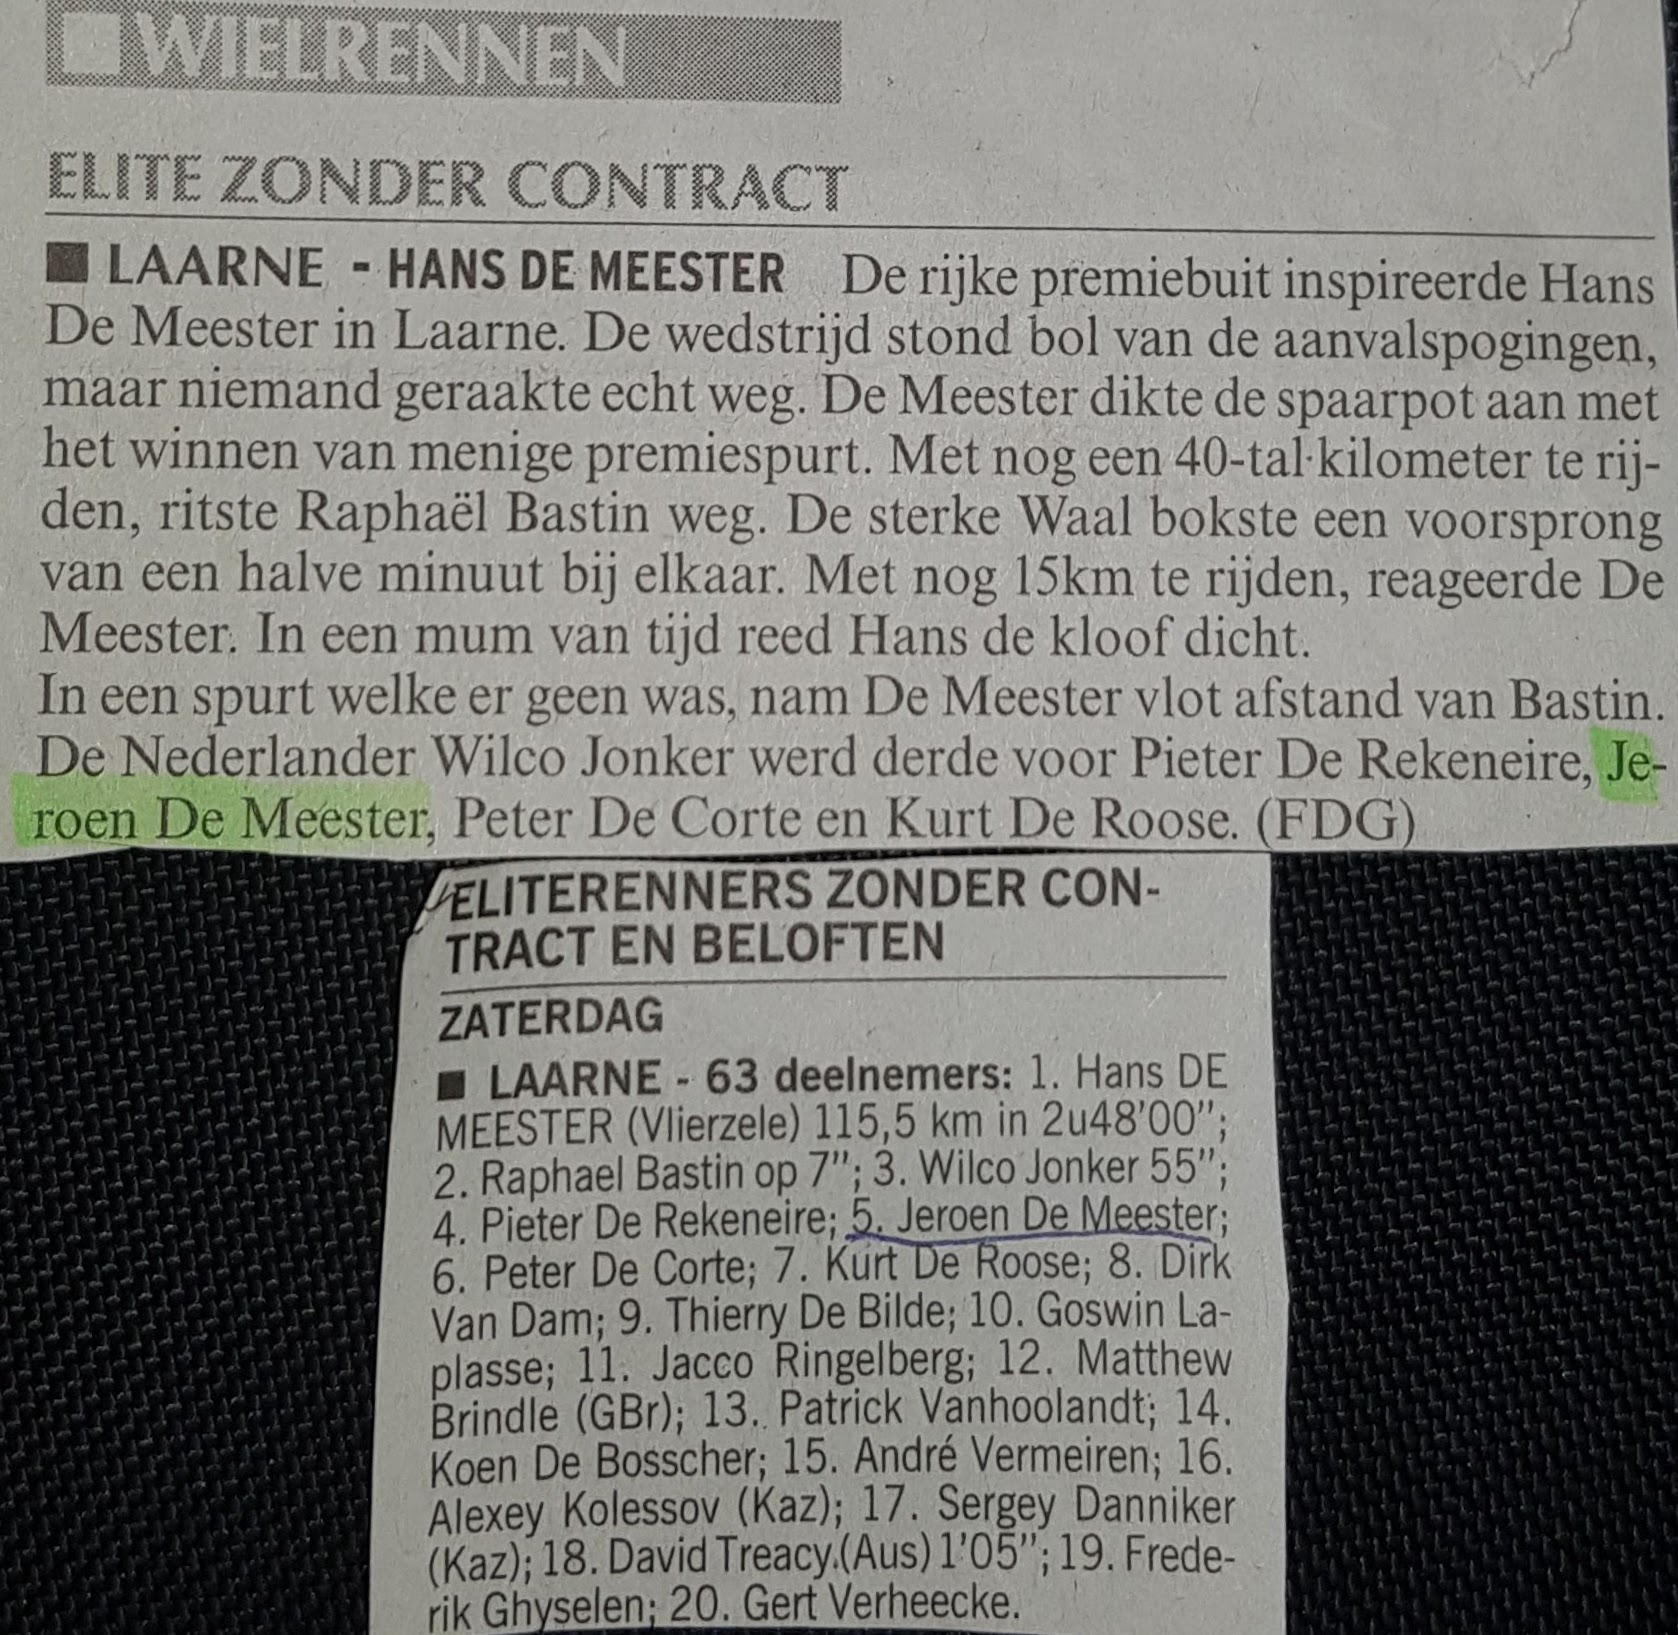 WIELRENNEN
ELITE ZONDER CONTRACT
■ LAARNE - HANS DE MEESTER De rijke premiebuit inspireerde Hans
De Meester in Laarne. De wedstrijd stond bol van de aanvalspogingen,
maar niemand geraakte echt weg. De Meester dikte de spaarpot aan met
het winnen van menige premiespurt. Met nog een 40-tal kilometer te rij-
den, ritste Raphaël Bastin weg. De sterke Waal bokste een voorsprong
van een halve minuut bij elkaar. Met nog 15km te rijden, reageerde De
Meester. In een mum van tijd reed Hans de kloof dicht.
In een spurt welke er geen was, nam De Meester vlot afstand van Bastin.
De Nederlander Wilco Jonker werd derde voor Pieter De Rekeneire, Je-
roen De Meester, Peter De Corte en Kurt De Roose. (FDG)
ELITERENNERS ZONDER CON-
TRACT EN BELOFTEN
ZATERDAG
■ LAARNE - 63 deelnemers: 1. Hans DE
MEESTER (Vlierzele) 115,5 km in 2u48'00";
2. Raphael Bastin op 7"; 3. Wilco Jonker 55";
4. Pieter De Rekeneire; 5. Jeroen De Meester;
6. Peter De Corte; 7. Kurt De Roose; 8. Dirk
Van Dam; 9. Thierry De Bilde; 10. Goswin La-
plasse; 11. Jacco Ringelberg; 12. Matthew
Brindle (GBr); 13. Patrick Vanhoolandt; 14.
Koen De Bosscher; 15. André Vermeiren; 16.
Alexey Kolessov (Kaz); 17. Sergey Danniker
(Kaz); 18. David Treacy (Aus) 1'05"; 19. Frede-
rik Ghyselen; 20. Gert Verheecke.